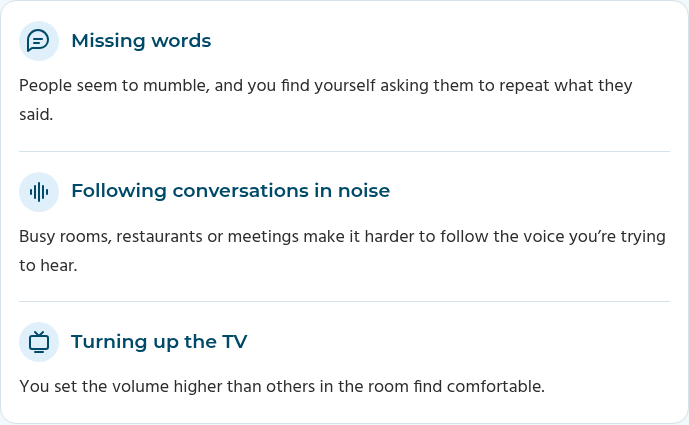 Missing words
People seem to mumble, and you find yourself asking them to repeat what they
said.
Following conversations in noise
Busy rooms, restaurants or meetings make it harder to follow the voice you’re trying
to hear.
Turning up the TV
You set the volume higher than others in the room find comfortable.